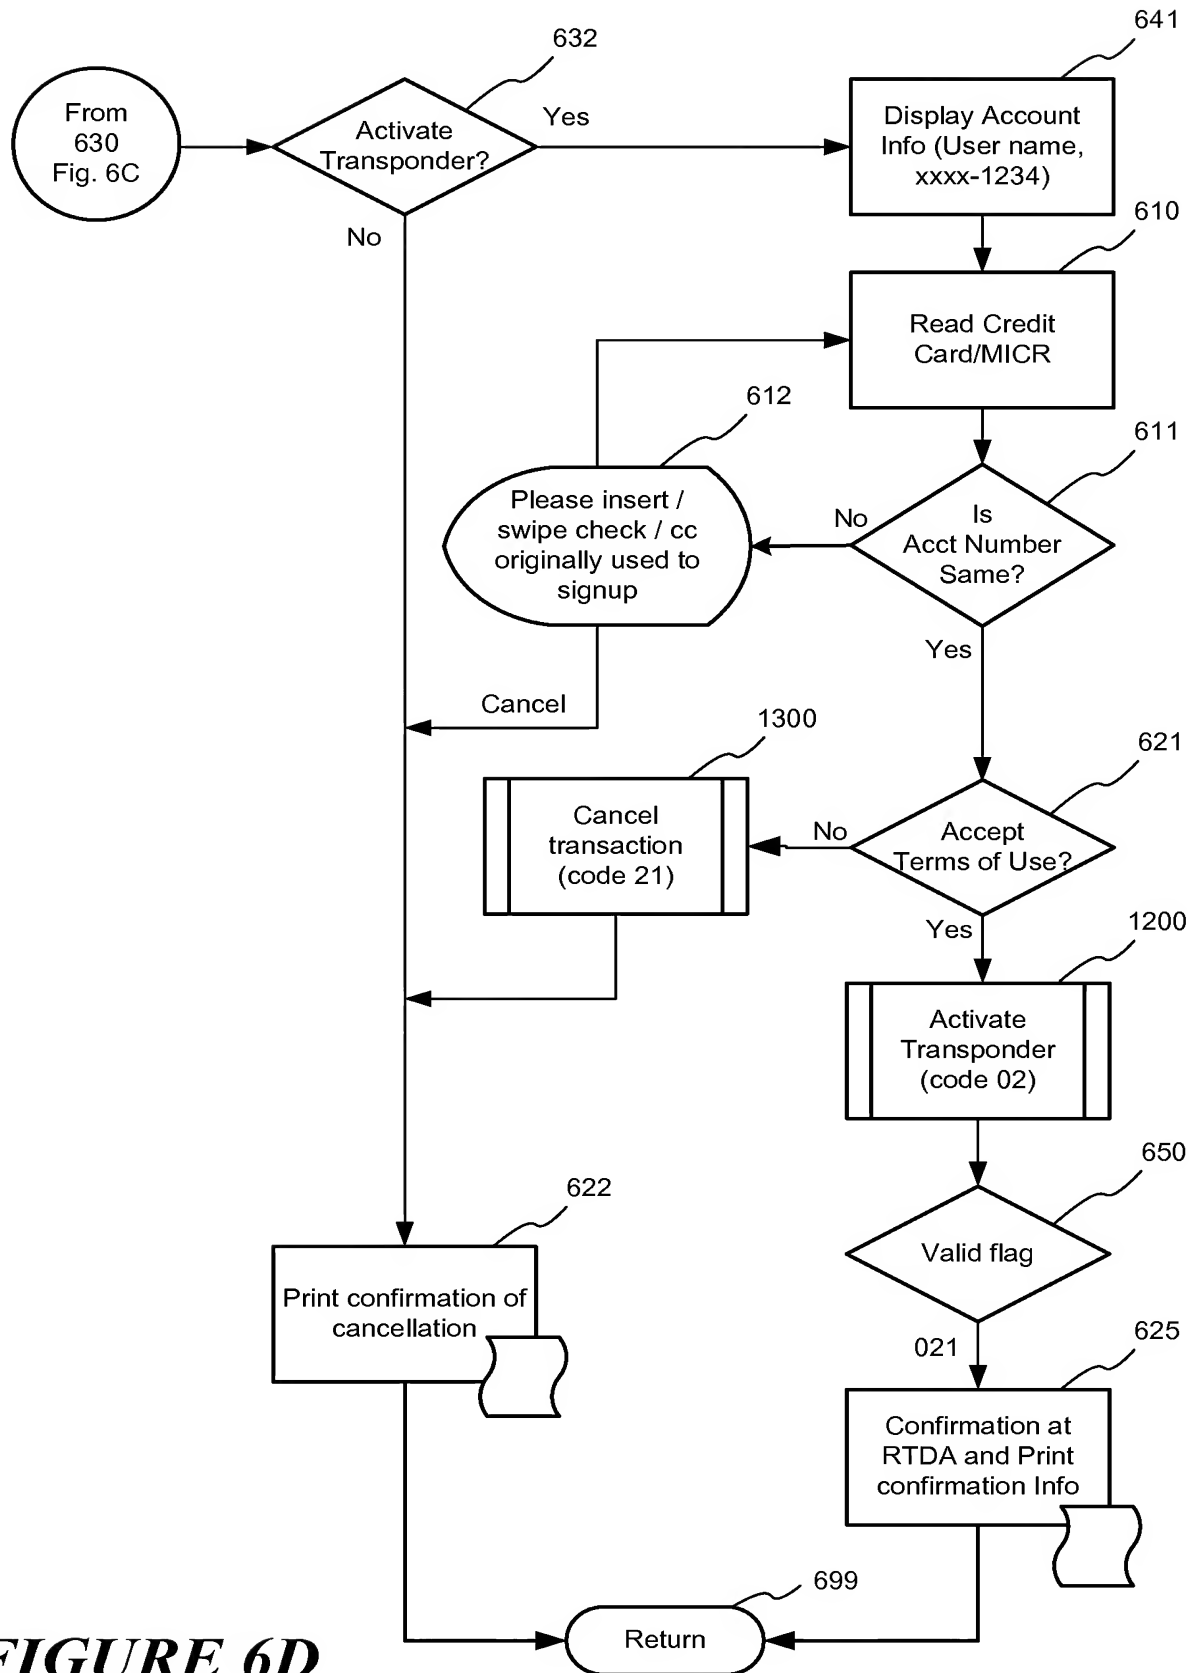 632
641
From
630
Fig. 6C
Activate
Transponder?
Yes
No
Display Account
Info (User name,
xxxx-1234)
610
Read Credit
Card/MICR
612
611
Please insert /
swipe check / cc
originally used to
signup
No
Is
Acct Number
Same?
Yes
Cancel
1300
621
Cancel
transaction
(code 21)
No
Accept
Terms of Use?
Yes
1200
Activate
Transponder
(code 02)
650
622
Valid flag
Print confirmation of
cancellation
021
625
Confirmation at
RTDA and Print
confirmation Info
699
Return
FIGURE 6D